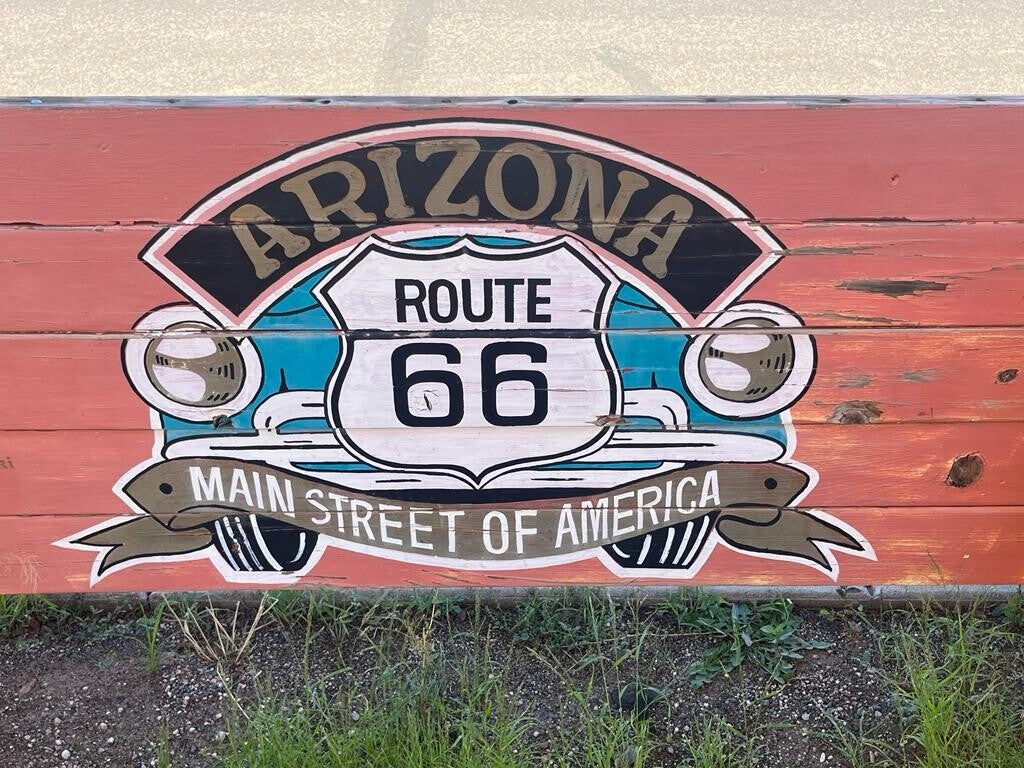 ARIZONA
ROUTE
66
MAIN STREET OF AMERICA